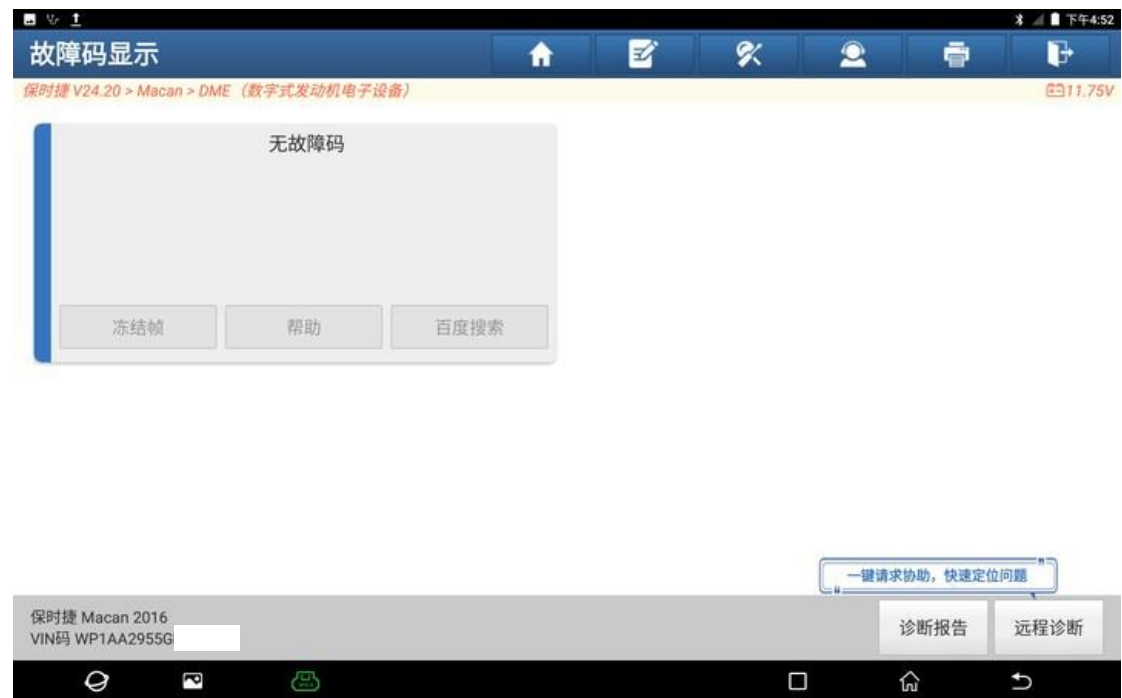 下午4:52
故障码显示
保时捷 V24.20 > Macan > DME（数字式发动机电子设备）
11.75V
无故障码
冻结帧
帮助
百度搜索
一键请求协助，快速定位问题
保时捷 Macan 2016
VIN码 WP1AA2955G
诊断报告
远程诊断